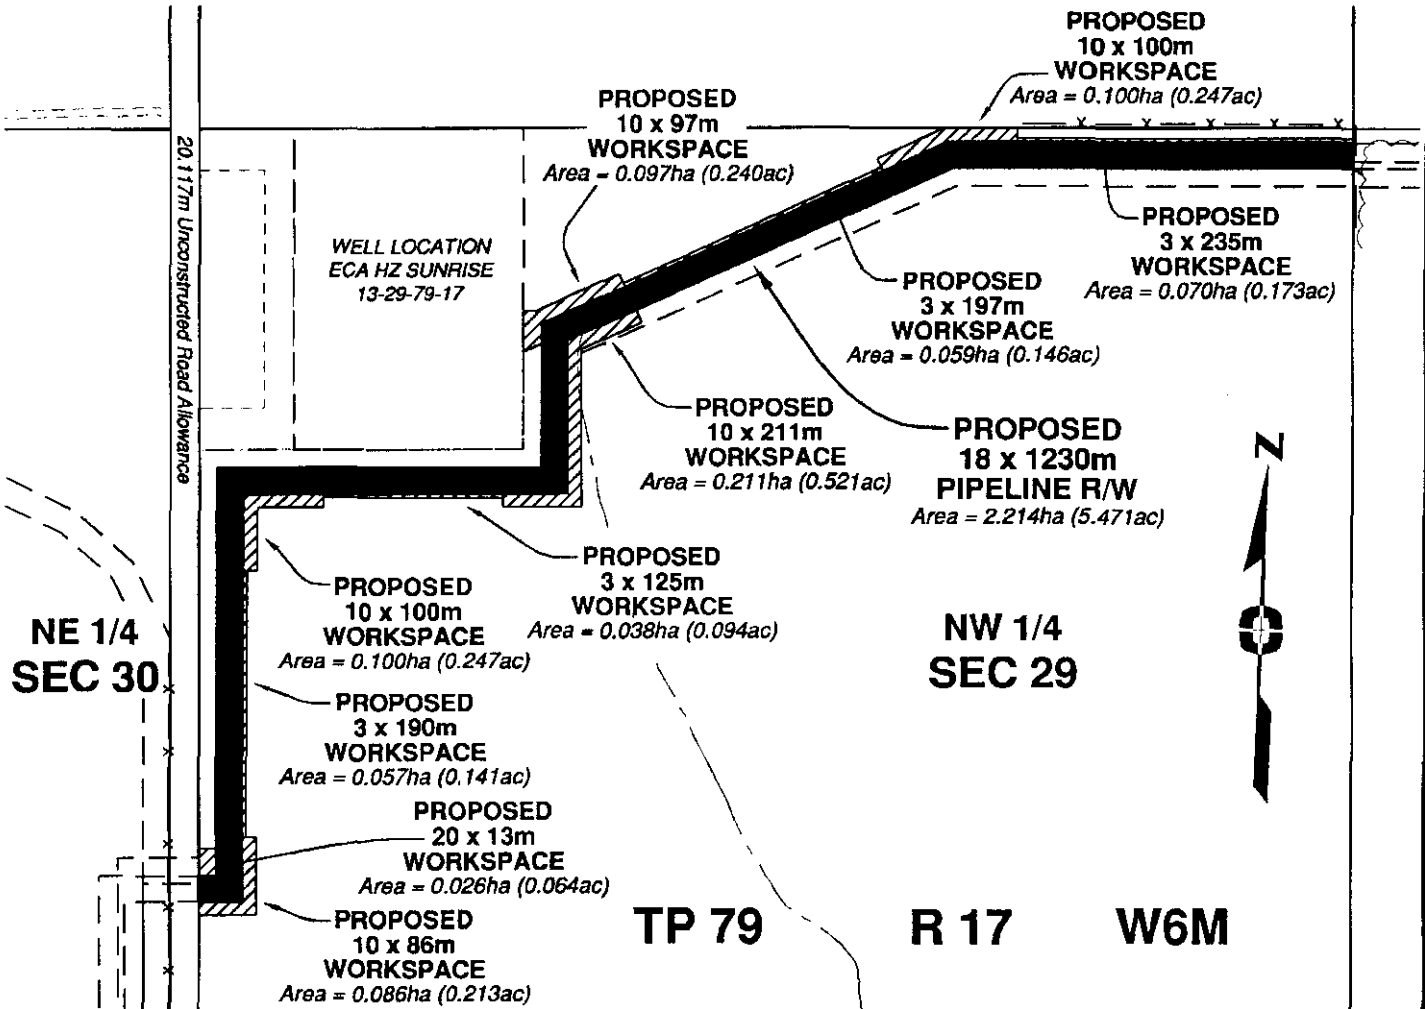 PROPOSED
10 x 100m
WORKSPACE
Area = 0.100ha (0.247ac)
PROPOSED
10 x 97m
WORKSPACE
Area = 0.097ha (0.240ac)
20.117m Unconstructed Road Allowance
WELL LOCATION
ECA HZ SUNRISE
13-29-79-17
PROPOSED
3 x 235m
WORKSPACE
Area = 0.070ha (0.173ac)
PROPOSED
3 x 197m
WORKSPACE
Area = 0.059ha (0.146ac)
PROPOSED
10 x 211m
WORKSPACE
Area = 0.211ha (0.521ac)
PROPOSED
18 x 1230m
PIPELINE R/W
Area = 2.214ha (5.471ac)
Z
PROPOSED
3 x 125m
WORKSPACE
Area = 0.038ha (0.094ac)
PROPOSED
10 x 100m
WORKSPACE
Area = 0.100ha (0.247ac)
NE 1/4
SEC 30
NW 1/4
SEC 29
PROPOSED
3 x 190m
WORKSPACE
Area = 0.057ha (0.141ac)
PROPOSED
20 x 13m
WORKSPACE
Area = 0.026ha (0.064ac)
PROPOSED
10 x 86m
WORKSPACE
Area = 0.086ha (0.213ac)
TP 79 R 17 W6M